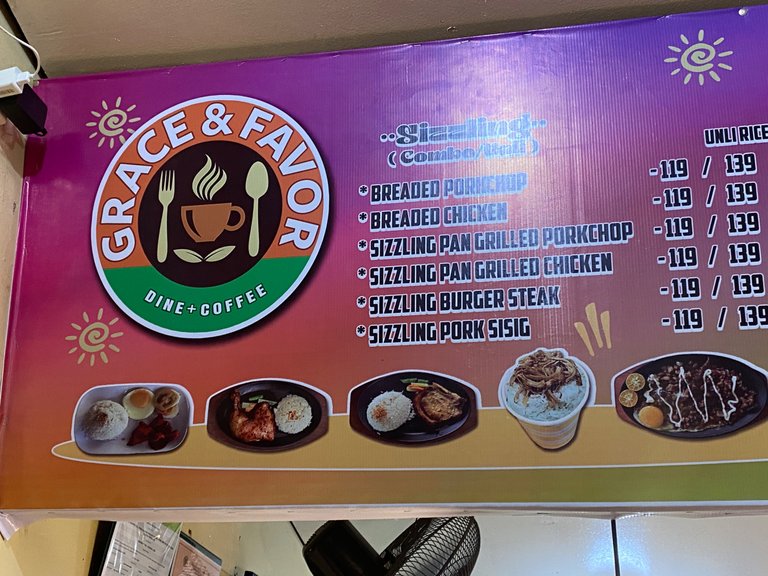 GRACE & FAVOR
DINE+COFFEE
Sizzling
(Combo/Unli)
UNLI RICE
* BREADED PORKCHOP -119 / 139
* BREADED CHICKEN -119 / 139
* SIZZLING PAN GRILLED PORKCHOP -119 / 139
* SIZZLING PAN GRILLED CHICKEN -119 / 139
* SIZZLING BURGER STEAK -119 / 139
* SIZZLING PORK SISIG -119 / 139